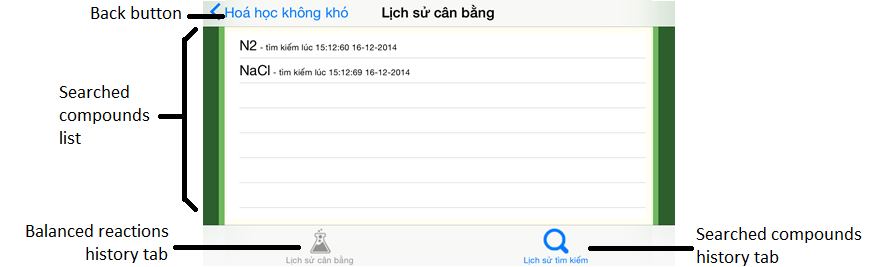 Back button
Hoá học không khó
Lịch sử cân bằng
N2 - tìm kiếm lúc 15:12:60 16-12-2014
NaCl - tìm kiếm lúc 15:12:69 16-12-2014
Searched
compounds
list
Balanced reactions
history tab
Lịch sử cân bằng
Lịch sử tìm kiếm
Searched compounds
history tab